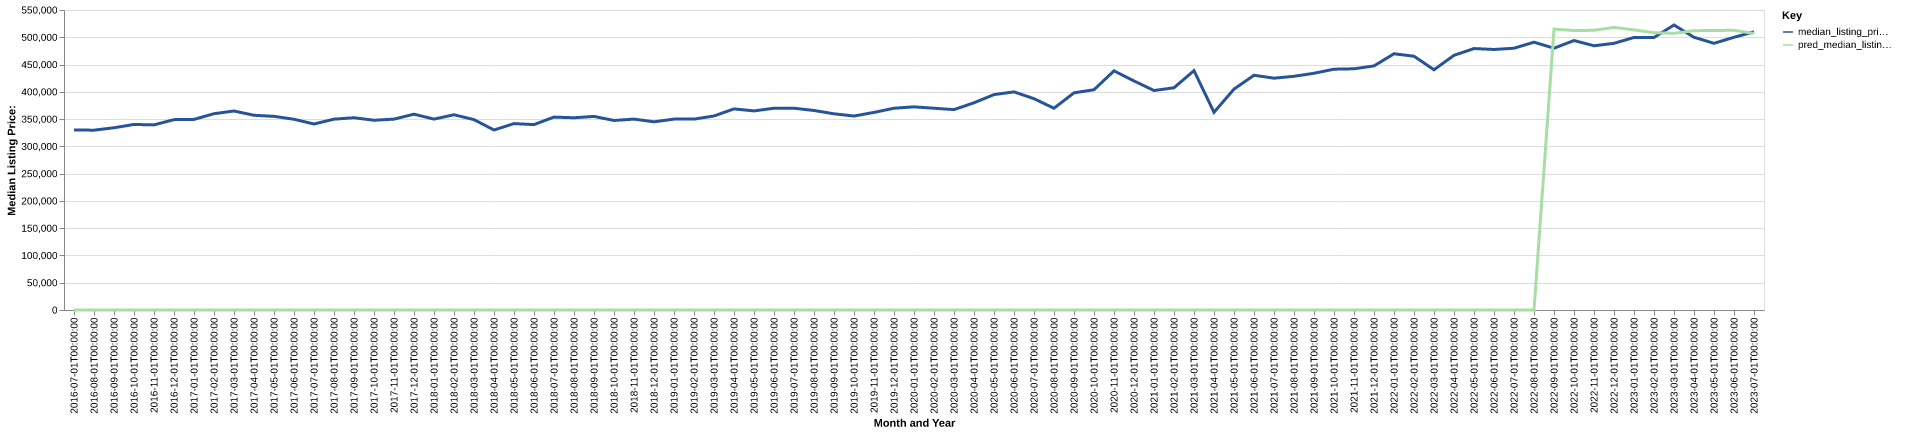 550,000
500,000
450,000
400,000
350,000
300,000
250,000
200,000
150,000
100,000
50,000
0
Median Listing Price:
2016-07-01T00:00:00
2016-08-01T00:00:00
2016-09-01T00:00:00
2016-10-01T00:00:00
2016-11-01T00:00:00
2016-12-01T00:00:00
2017-01-01T00:00:00
2017-02-01T00:00:00
2017-03-01T00:00:00
2017-04-01T00:00:00
2017-05-01T00:00:00
2017-06-01T00:00:00
2017-07-01T00:00:00
2017-08-01T00:00:00
2017-09-01T00:00:00
2017-10-01T00:00:00
2017-11-01T00:00:00
2017-12-01T00:00:00
2018-01-01T00:00:00
2018-02-01T00:00:00
2018-03-01T00:00:00
2018-04-01T00:00:00
2018-05-01T00:00:00
2018-06-01T00:00:00
2018-07-01T00:00:00
2018-08-01T00:00:00
2018-09-01T00:00:00
2018-10-01T00:00:00
2018-11-01T00:00:00
2018-12-01T00:00:00
2019-01-01T00:00:00
2019-02-01T00:00:00
2019-03-01T00:00:00
2019-04-01T00:00:00
2019-05-01T00:00:00
2019-06-01T00:00:00
2019-07-01T00:00:00
2019-08-01T00:00:00
2019-09-01T00:00:00
2019-10-01T00:00:00
2019-11-01T00:00:00
2019-12-01T00:00:00
2020-01-01T00:00:00
2020-02-01T00:00:00
2020-03-01T00:00:00
2020-04-01T00:00:00
2020-05-01T00:00:00
2020-06-01T00:00:00
2020-07-01T00:00:00
2020-08-01T00:00:00
2020-09-01T00:00:00
2020-10-01T00:00:00
2020-11-01T00:00:00
2020-12-01T00:00:00
2021-01-01T00:00:00
2021-02-01T00:00:00
2021-03-01T00:00:00
2021-04-01T00:00:00
2021-05-01T00:00:00
2021-06-01T00:00:00
2021-07-01T00:00:00
2021-08-01T00:00:00
2021-09-01T00:00:00
2021-10-01T00:00:00
2021-11-01T00:00:00
2021-12-01T00:00:00
2022-01-01T00:00:00
2022-02-01T00:00:00
2022-03-01T00:00:00
2022-04-01T00:00:00
2022-05-01T00:00:00
2022-06-01T00:00:00
2022-07-01T00:00:00
2022-08-01T00:00:00
2022-09-01T00:00:00
2022-10-01T00:00:00
2022-11-01T00:00:00
2022-12-01T00:00:00
2023-01-01T00:00:00
2023-02-01T00:00:00
2023-03-01T00:00:00
2023-04-01T00:00:00
2023-05-01T00:00:00
2023-06-01T00:00:00
2023-07-01T00:00:00
Month and Year
Key
median_listing_pri…
pred_median_listin…